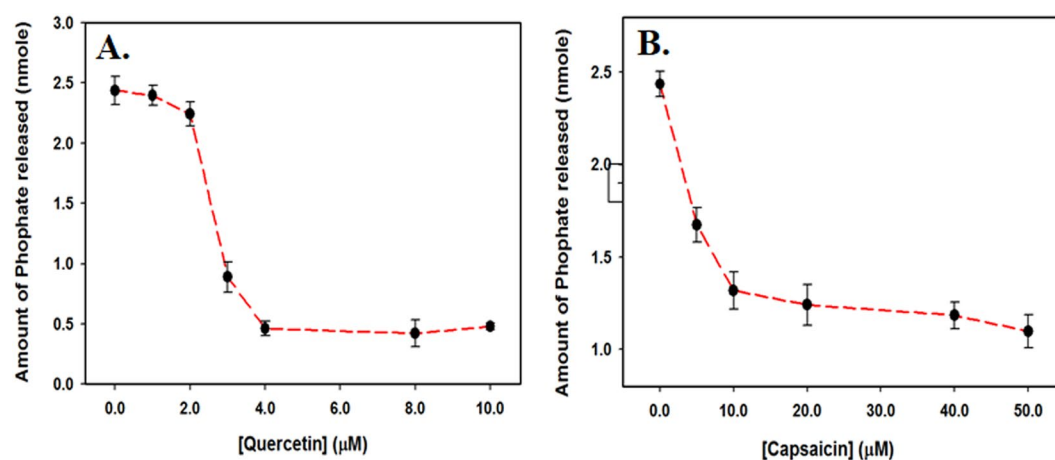 A.
Amount of Phophate released (nmole)
3.0
2.5
2.0
1.5
1.0
0.5
0.0
0.0 2.0 4.0 6.0 8.0 10.0
[Quercetin] (μM)
B.
Amount of Phophate released (nmole)
2.5
2.0
1.5
1.0
0.0 10.0 20.0 30.0 40.0 50.0
[Capsaicin] (μM)